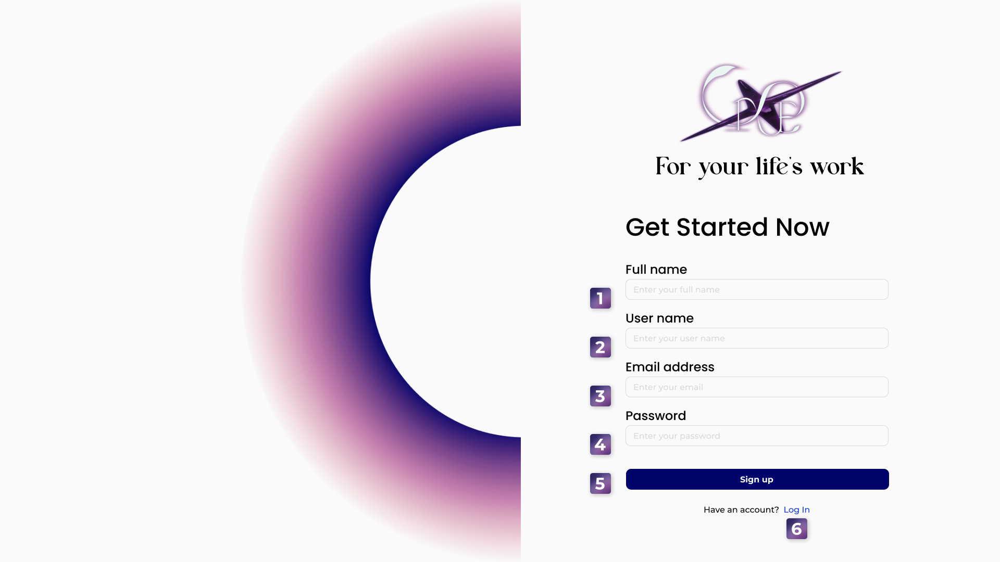 For your life's work
Get Started Now
Full name
Enter your full name
1
User name
Enter your user name
2
Email address
Enter your email
3
Password
Enter your password
4
5
Sign up
Have an account? Log In
6